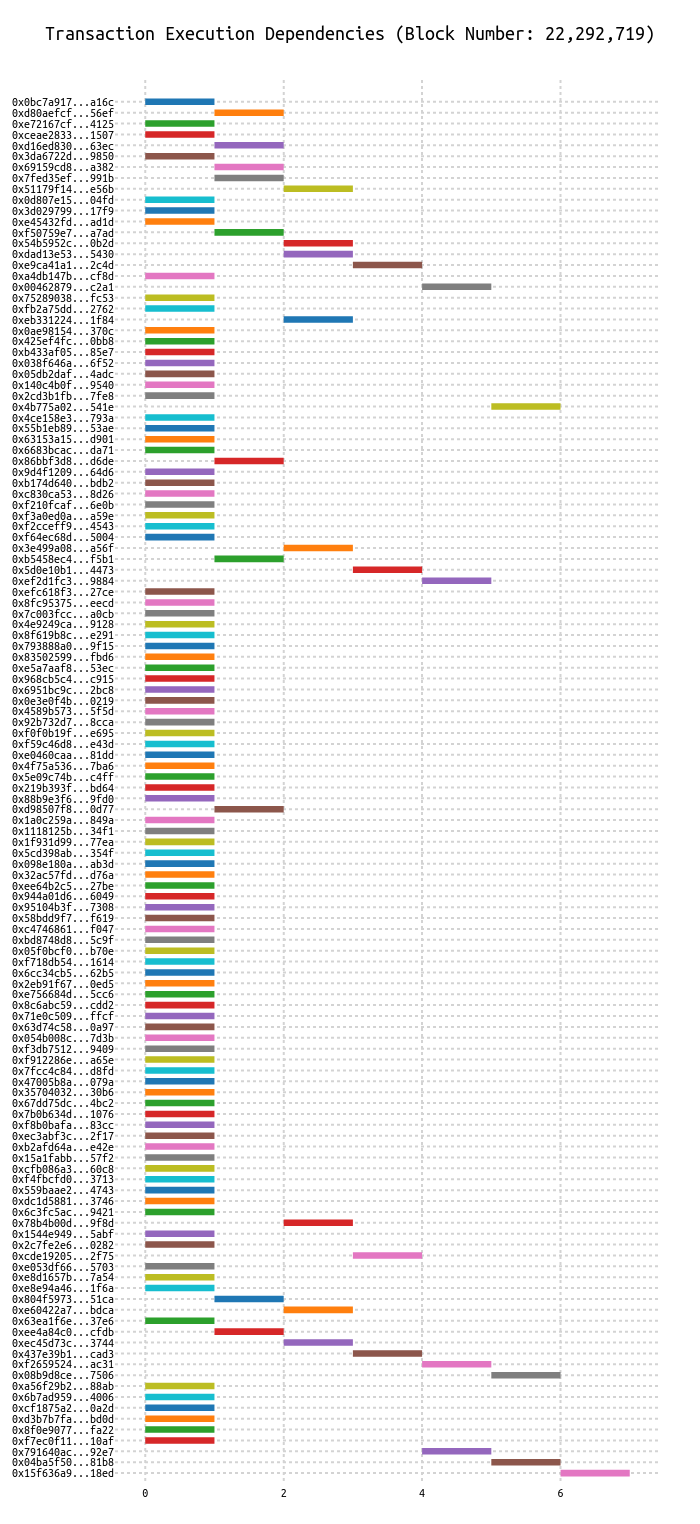 Transaction Execution Dependencies (Block Number: 22,292,719)
0x0bc7a917...a16c
0xd80aefcf...56ef
0xe72167cf...4125
0xceae2833...1507
0xd16ed830...63ec
0x3da6722d...9850
0x69159cd8...a382
0x7fed35ef...991b
0x51179f14...e56b
0x0d807e15...04fd
0x3d029799...17f9
0xe45432fd...ad1d
0xf50759e7...a7ad
0x54b5952c...0b2d
0xdad13e53...5430
0xe9ca41a1...2c4d
0xa4db147b...cf8d
0x00462879...c2a1
0x75289038...fc53
0xfb2a75dd...2762
0xeb331224...1f84
0x0ae98154...370c
0x425ef4fc...0bb8
0xb433af05...85e7
0x038f646a...6f52
0x05db2daf...4adc
0x140c4b0f...9540
0x2cd3b1fb...7fe8
0x4b775a02...541e
0x4ce158e3...793a
0x55b1eb89...53ae
0x63153a15...d901
0x6683bcac...da71
0x86bbf3d8...d6de
0x9d4f1209...64d6
0xb174d640...bdb2
0xc830ca53...8d26
0xf210fcaf...6e0b
0xf3a0ed0a...a59e
0xf2cceff9...4543
0xf64ec68d...5004
0x3e499a08...a56f
0xb5458ec4...f5b1
0x5d0e10b1...4473
0xef2d1fc3...9884
0xefc618f3...27ce
0x8fc95375...eecd
0x7c003fcc...a0cb
0x4e9249ca...9128
0x8f619b8c...e291
0x793888a0...9f15
0x83502599...fbd6
0xe5a7aaf8...53ec
0x968cb5c4...c915
0x6951bc9c...2bc8
0x0e3e0f4b...0219
0x4589b573...5f5d
0x92b732d7...8cca
0xf0f0b19f...e695
0xf59c46d8...e43d
0xe0460caa...81dd
0x4f75a536...7ba6
0x5e09c74b...c4ff
0x219b393f...bd64
0x88b9e3f6...9fd0
0xd98507f8...0d77
0x1a0c259a...849a
0x1118125b...34f1
0x1f931d99...77ea
0x5cd398ab...354f
0x098e180a...ab3d
0x32ac57fd...d76a
0xee64b2c5...27be
0x944a01d6...6049
0x95104b3f...7308
0x58bdd9f7...f619
0xc4746861...f047
0xbd8748d8...5c9f
0x05f0bcf0...b70e
0xf718db54...1614
0x6cc34cb5...62b5
0x2eb91f67...0ed5
0xe756684d...5cc6
0x8c6abc59...cdd2
0x71e0c509...ffcf
0x63d74c58...0a97
0x054b008c...7d3b
0xf3db7512...9409
0xf912286e...a65e
0x7fcc4c84...d8fd
0x47005b8a...079a
0x35704032...30b6
0x67dd75dc...4bc2
0x7b0b634d...1076
0xf8b0bafa...83cc
0xec3abf3c...2f17
0xb2afd64a...e42e
0x15a1fabb...57f2
0xcfb086a3...60c8
0xf4fbcfd0...3713
0x559baae2...4743
0xdc1d5881...3746
0x6c3fc5ac...9421
0x78b4b00d...9f8d
0x1544e949...5abf
0x2c7fe2e6...0282
0xcde19205...2f75
0xe053df66...5703
0xe8d1657b...7a54
0xe8e94a46...1f6a
0x804f5973...51ca
0xe60422a7...bdca
0x63ea1f6e...37e6
0xee4a84c0...cfdb
0xec45d73c...3744
0x437e39b1...cad3
0xf2659524...ac31
0x08b9d8ce...7506
0xa56f29b2...88ab
0x6b7ad959...4006
0xcf1875a2...0a2d
0xd3b7b7fa...bd0d
0x8f0e9077...fa22
0xf7ec0f11...10af
0x791640ac...92e7
0x04ba5f50...81b8
0x15f636a9...18ed
0 2 4 6